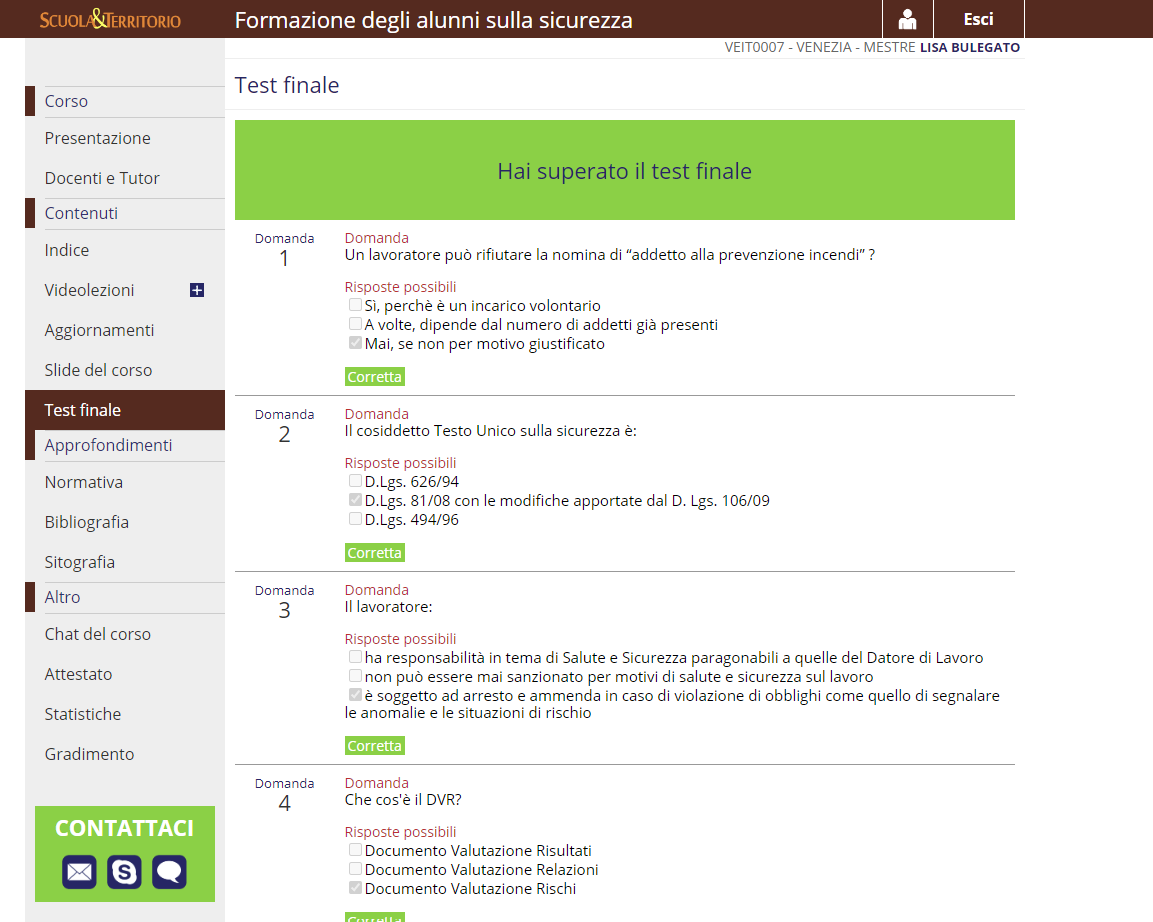 SCUOLA&TERRITORIO
Formazione degli alunni sulla sicurezza
Esci
VEIT0007 - VENEZIA - MESTRE LISA BULEGATO
Corso
Presentazione
Docenti e Tutor
Contenuti
Indice
Videolezioni
Aggiornamenti
Slide del corso
Test finale
Approfondimenti
Normativa
Bibliografia
Sitografia
Altro
Chat del corso
Attestato
Statistiche
Gradimento
CONTATTACI
Test finale
Hai superato il test finale
Domanda
1
Domanda
Un lavoratore può rifiutare la nomina di “addetto alla prevenzione incendi” ?
Risposte possibili
Sì, perchè è un incarico volontario
A volte, dipende dal numero di addetti già presenti
Mai, se non per motivo giustificato
Corretta
Domanda
2
Domanda
Il cosiddetto Testo Unico sulla sicurezza è:
Risposte possibili
D.Lgs. 626/94
D.Lgs. 81/08 con le modifiche apportate dal D. Lgs. 106/09
D.Lgs. 494/96
Corretta
Domanda
3
Domanda
Il lavoratore:
Risposte possibili
ha responsabilità in tema di Salute e Sicurezza paragonabili a quelle del Datore di Lavoro
non può essere mai sanzionato per motivi di salute e sicurezza sul lavoro
è soggetto ad arresto e ammenda in caso di violazione di obblighi come quello di segnalare
le anomalie e le situazioni di rischio
Corretta
Domanda
4
Domanda
Che cos'è il DVR?
Risposte possibili
Documento Valutazione Risultati
Documento Valutazione Relazioni
Documento Valutazione Rischi
Corretta